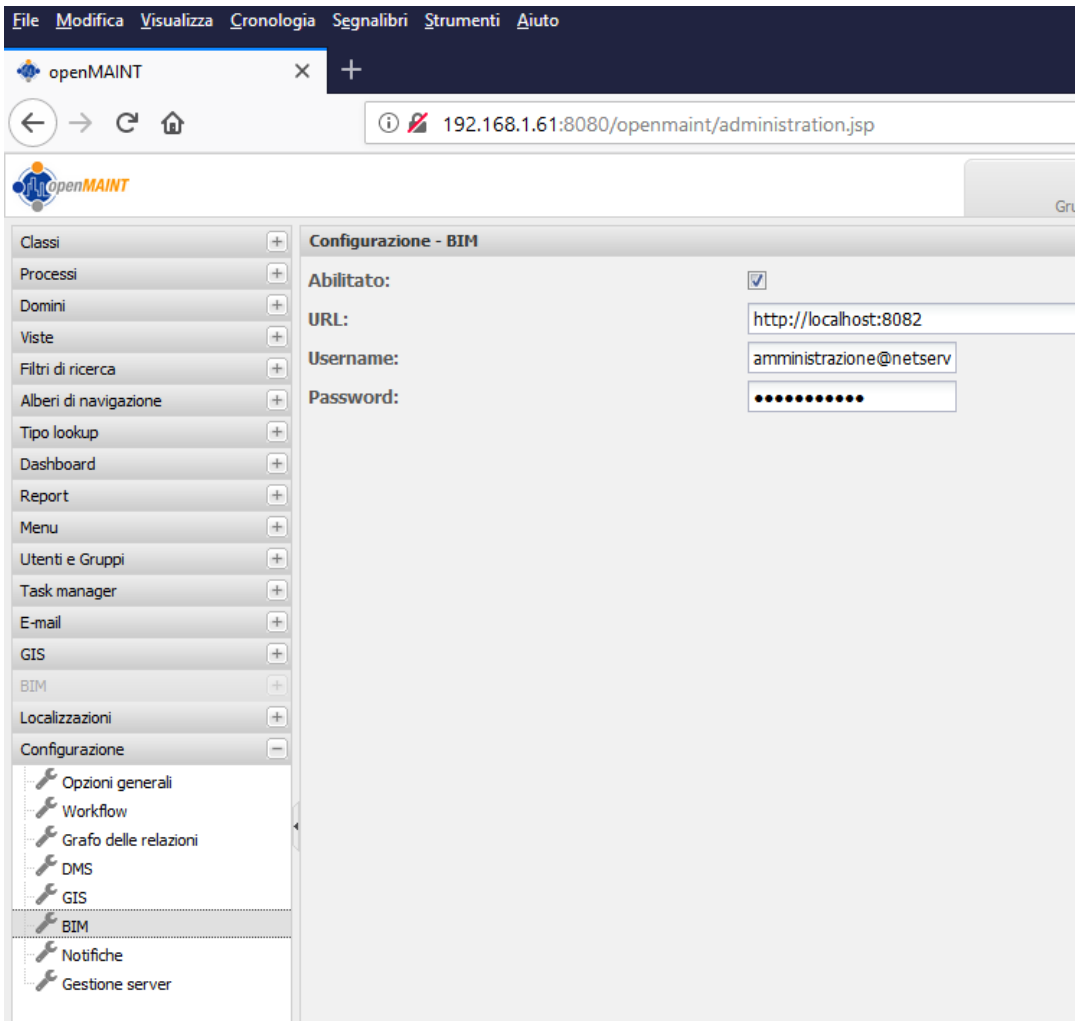 File Modifica Visualizza Cronologia Segnalibri Strumenti Aiuto
openMAINT
192.168.1.61:8080/openmaint/administration.jsp
openMAINT
Gru
Classi
Processi
Domini
Viste
Filtri di ricerca
Alberi di navigazione
Tipo lookup
Dashboard
Report
Menu
Utenti e Gruppi
Task manager
E-mail
GIS
BIM
Localizzazioni
Configurazione
Opzioni generali
Workflow
Grafo delle relazioni
DMS
GIS
BIM
Notifiche
Gestione server
Configurazione - BIM
Abilitato:
URL: http://localhost:8082
Username: amministrazione@netserv
Password: ●●●●●●●●●●●